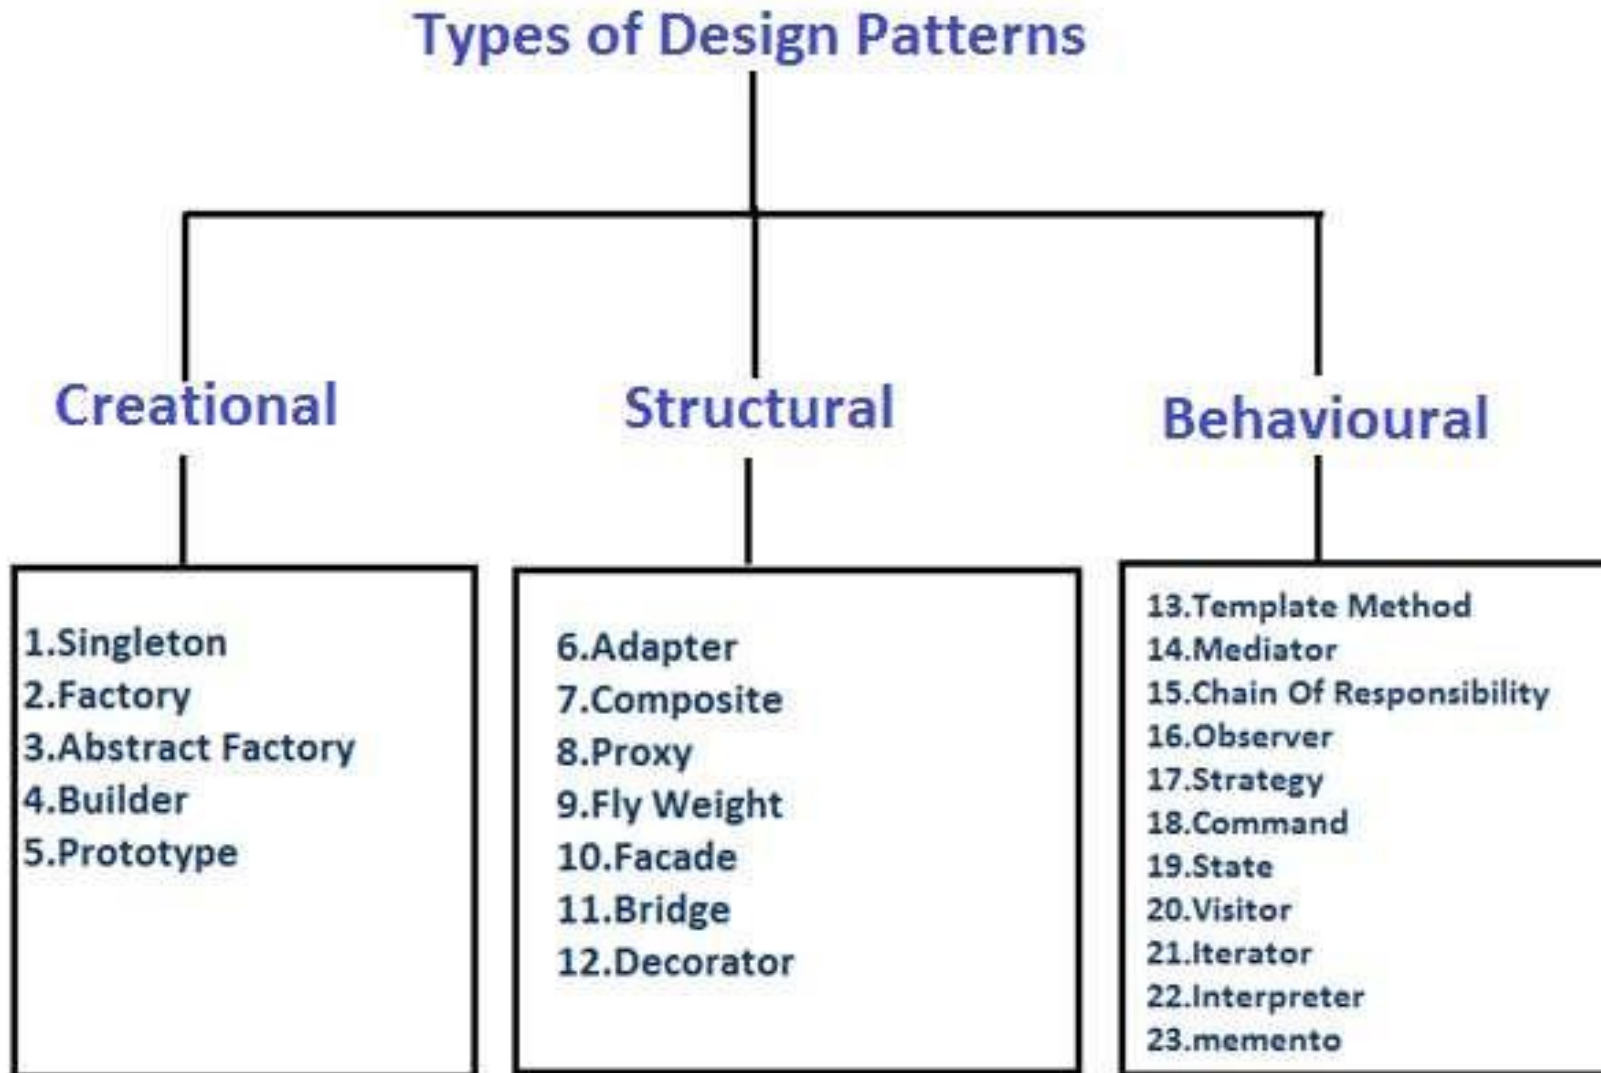 Types of Design Patterns
Creational
Structural
Behavioural
1.Singleton
2.Factory
3.Abstract Factory
4.Builder
5.Prototype
6.Adapter
7.Composite
8.Proxy
9.Fly Weight
10.Facade
11.Bridge
12.Decorator
13.Template Method
14.Mediator
15.Chain Of Responsibility
16.Observer
17.Strategy
18.Command
19.State
20.Visitor
21.Iterator
22.Interpreter
23.memento